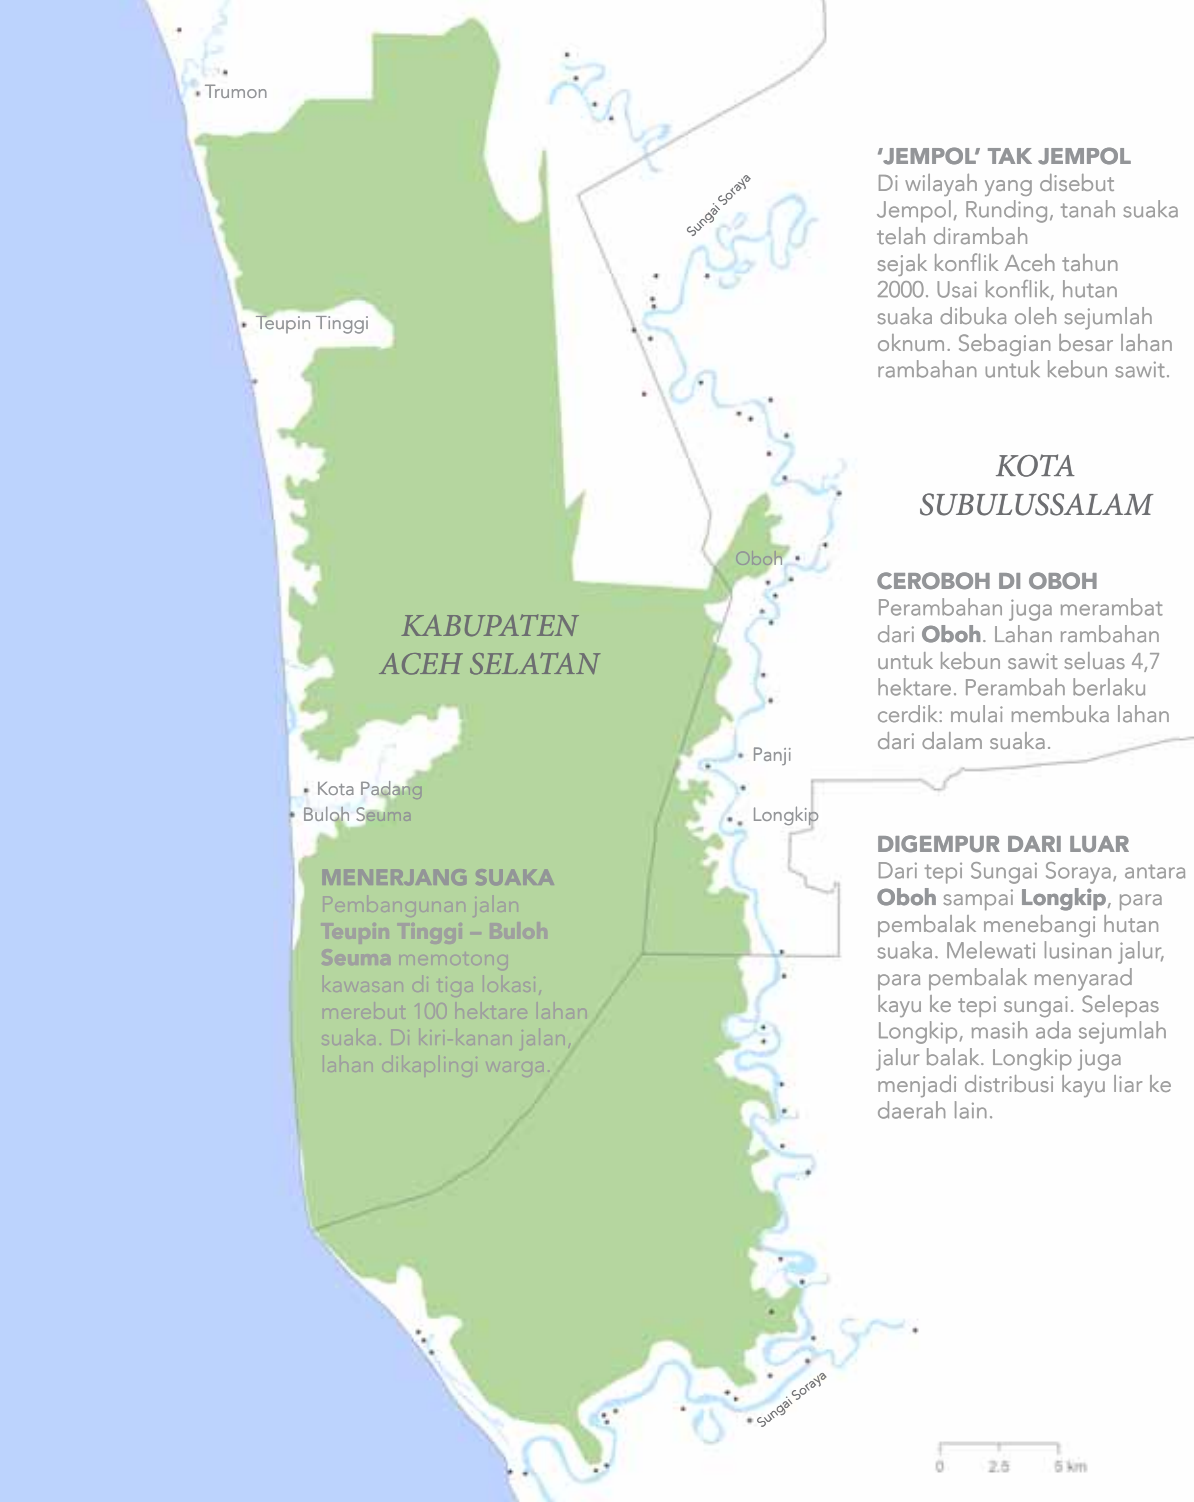 Trumon
Sungai Soraya
'JEMPOL' TAK JEMPOL
Di wilayah yang disebut
Jempol, Runding, tanah suaka
telah dirambah
sejak konflik Aceh tahun
2000. Usai konflik, hutan
suaka dibuka oleh sejumlah
oknum. Sebagian besar lahan
rambahan untuk kebun sawit.
Teupin Tinggi
KOTA
SUBULUSSALAM
Oboh
CEROBOH DI OBOH
Perambahan juga merambat
dari Oboh. Lahan rambahan
untuk kebun sawit seluas 4,7
hektare. Perambah berlaku
cerdik: mulai membuka lahan
dari dalam suaka.
KABUPATEN
ACEH SELATAN
Panji
Kota Padang
Buloh Seuma
Longkip
MENERJANG SUAKA
Pembangunan jalan
Teupin Tinggi – Buloh
Seuma memotong
kawasan di tiga lokasi,
merebut 100 hektare lahan
suaka. Di kiri-kanan jalan,
lahan dikaplingi warga.
DIGEMPUR DARI LUAR
Dari tepi Sungai Soraya, antara
Oboh sampai Longkip, para
pembalak menebangi hutan
suaka. Melewati lusinan jalur,
para pembalak menyarad
kayu ke tepi sungai. Selepas
Longkip, masih ada sejumlah
jalur balak. Longkip juga
menjadi distribusi kayu liar ke
daerah lain.
Sungai Soraya
0 2.5 5 km